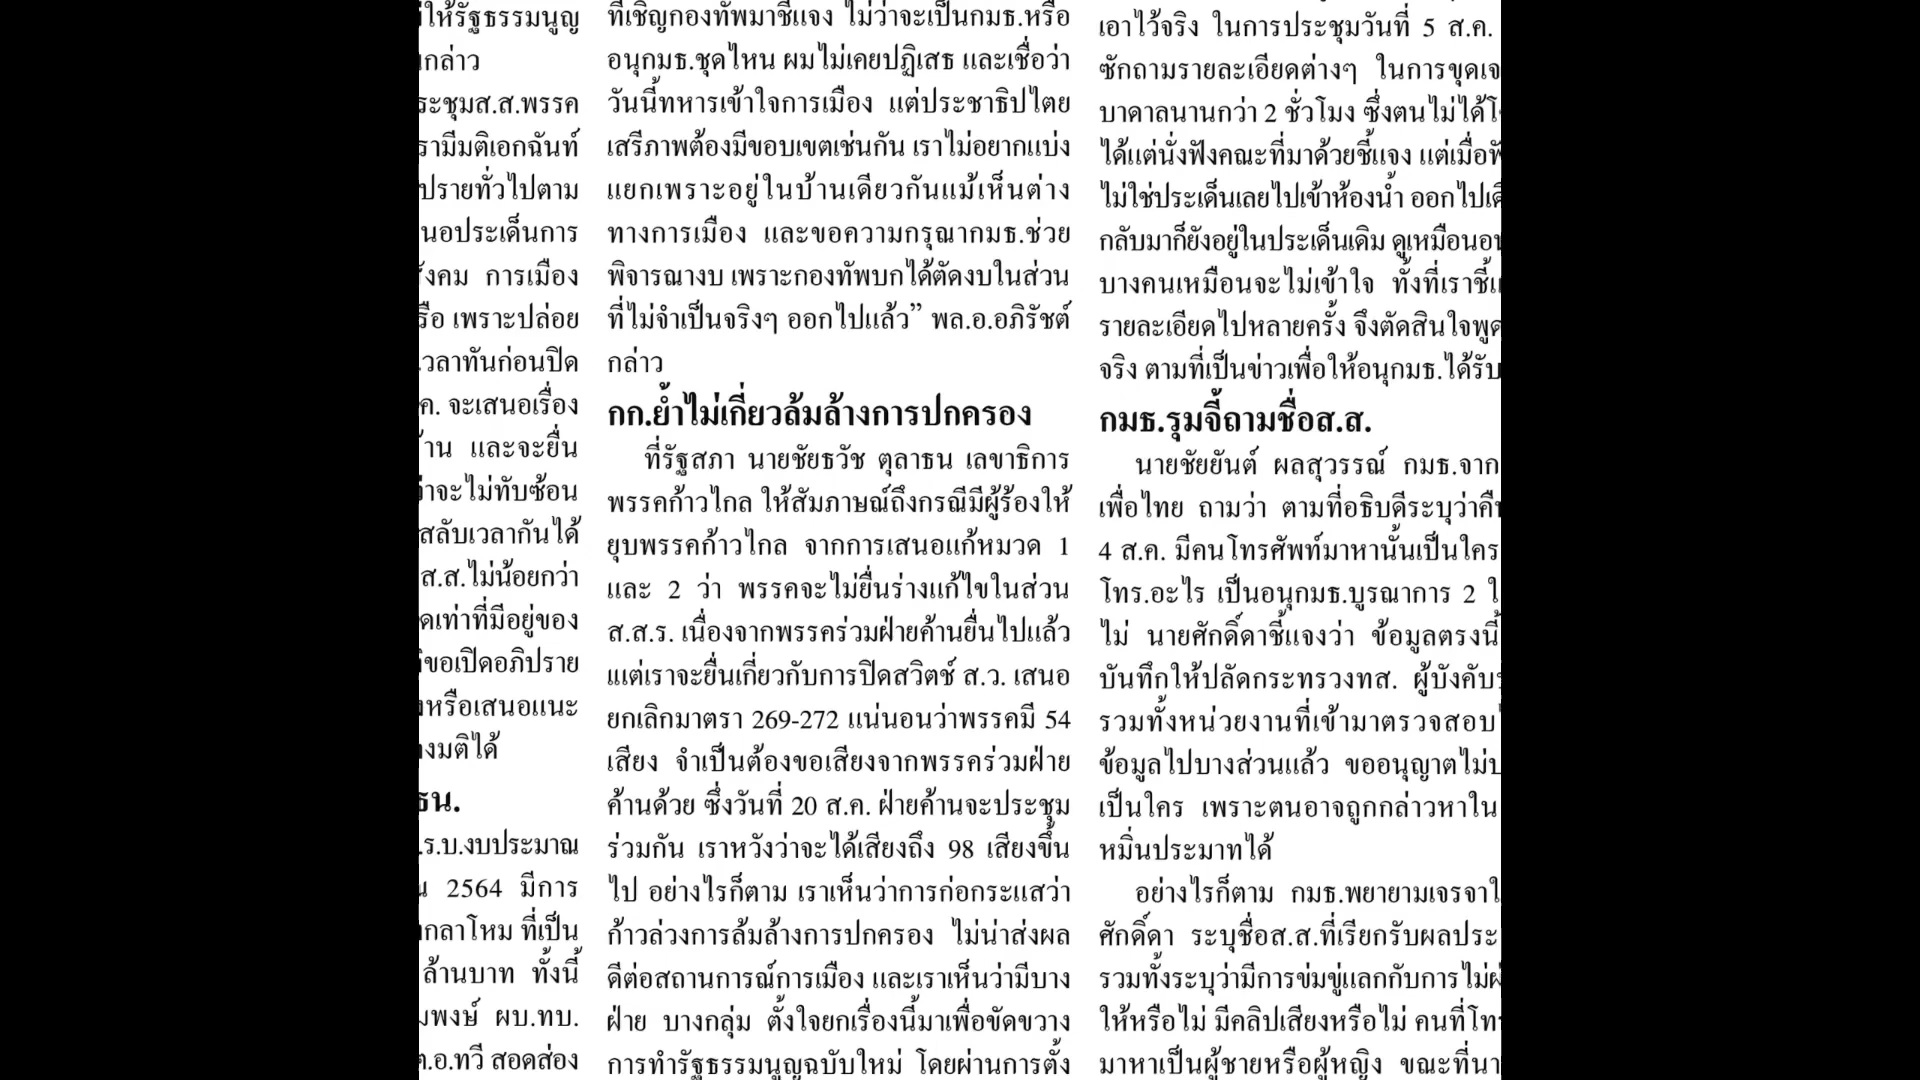 ให้รัฐธรรมนูญ
กล่าว
ระชุมส.ส.พรรค
รามีมติเอกฉันท์
ปรายทั่วไปตาม
นอประเด็นการ
สังคม การเมือง
รือ เพราะปล่อย
เวลาทันก่อนปิด
ค. จะเสนอเรื่อง
้าน และจะยื่น
ว่าจะไม่ทับซ้อน
สลับเวลากันได้
ส.ส.ไม่น้อยกว่า
ดเท่าที่มีอยู่ของ
ขอเปิดอภิปราย
หรือเสนอแนะ
งมติได้
ธน.
.ร.บ.งบประมาณ
น 2564 มีการ
กลาโหม ที่เป็น
ล้านบาท ทั้งนี้
มพงษ์ ผบ.ทบ.
ต.อ.ทวี สอดส่อง
ที่เชิญกองทัพมาชี้แจง ไม่ว่าจะเป็นกมธ.หรือ
อนุกมธ.ชุดไหน ผมไม่เคยปฏิเสธ และเชื่อว่า
วันนี้ทหารเข้าใจการเมือง แต่ประชาธิปไตย
เสรีภาพต้องมีขอบเขตเช่นกัน เราไม่อยากแบ่ง
แยกเพราะอยู่ในบ้านเดียวกันแม้เห็นต่าง
ทางการเมือง และขอความกรุณากมธ.ช่วย
พิจารณางบ เพราะกองทัพบกได้ตัดงบในส่วน
ที่ไม่จำเป็นจริงๆ ออกไปแล้ว” พล.อ.อภิรัชต์
กล่าว
กก.ย้ำไม่เกี่ยวล้มล้างการปกครอง
ที่รัฐสภา นายชัยธวัช ตุลาธน เลขาธิการ
พรรคก้าวไกล ให้สัมภาษณ์ถึงกรณีมีผู้ร้องให้
ยุบพรรคก้าวไกล จากการเสนอแก้หมวด 1
และ 2 ว่า พรรคจะไม่ยื่นร่างแก้ไขในส่วน
ส.ส.ร. เนื่องจากพรรคร่วมฝ่ายค้านยื่นไปแล้ว
แต่เราจะยื่นเกี่ยวกับการปิดสวิตช์ ส.ว. เสนอ
ยกเลิกมาตรา 269-272 แน่นอนว่าพรรคมี 54
เสียง จำเป็นต้องขอเสียงจากพรรคร่วมฝ่าย
ค้านด้วย ซึ่งวันที่ 20 ส.ค. ฝ่ายค้านจะประชุม
ร่วมกัน เราหวังว่าจะได้เสียงถึง 98 เสียงขึ้น
ไป อย่างไรก็ตาม เราเห็นว่าการก่อกระแสว่า
ก้าวล่วงการล้มล้างการปกครอง ไม่น่าส่งผล
ดีต่อสถานการณ์การเมือง และเราเห็นว่ามีบาง
ฝ่าย บางกลุ่ม ตั้งใจยกเรื่องนี้มาเพื่อขัดขวาง
การทำรัฐธรรมนูญฉบับใหม่ โดยผ่านการตั้ง
เอาไว้จริง ในการประชุมวันที่ 5 ส.ค.
ซักถามรายละเอียดต่างๆ ในการขุดเจ
บาดาลนานกว่า 2 ชั่วโมง ซึ่งตนไม่ได้
ได้แต่นั่งฟังคณะที่มาด้วยชี้แจง แต่เมื่อ
ไม่ใช่ประเด็นเลยไปเข้าห้องน้ำ ออกไป
กลับมาก็ยังอยู่ในประเด็นเดิม ดูเหมือน
บางคนเหมือนจะไม่เข้าใจ ทั้งที่เราชี้
รายละเอียดไปหลายครั้ง จึงตัดสินใจพูด
จริง ตามที่เป็นข่าวเพื่อให้อนุกมธ.ได้รับ
กมธ.รุมจี้ถามชื่อส.ส.
นายชัยยันต์ ผลสุวรรณ์ กมธ.จาก
เพื่อไทย ถามว่า ตามที่อธิบดีระบุว่าคืน
4 ส.ค. มีคนโทรศัพท์มาหานั้นเป็นใคร
โทร.อะไร เป็นอนุกมธ.บูรณาการ 2 ใ
ไม่ นายศักดิ์ดาชี้แจงว่า ข้อมูลตรงนี้
บันทึกให้ปลัดกระทรวงทส. ผู้บังคับ
รวมทั้งหน่วยงานที่เข้ามาตรวจสอบ
ข้อมูลไปบางส่วนแล้ว ขออนุญาตไม่
เป็นใคร เพราะตนอาจถูกกล่าวหาใน
หมิ่นประมาทได้
อย่างไรก็ตาม กมธ.พยายามเจรจาใ
ศักดิ์ดา ระบุชื่อส.ส.ที่เรียกรับผลประ
รวมทั้งระบุว่ามีการข่มขู่แลกกับการไม่
ให้หรือไม่ มีคลิปเสียงหรือไม่ คนที่โทร
มาหาเป็นผู้ชายหรือผู้หญิง ขณะที่นา